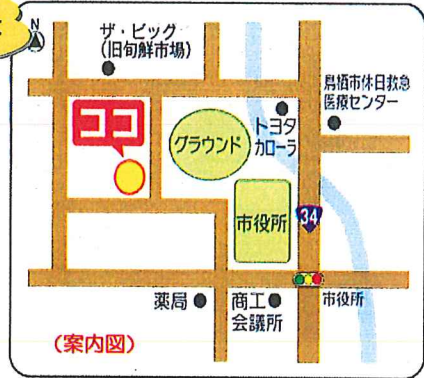 N
ザ・ビッグ
(旧旬鮮市場)
鳥栖市休日救急
医療センター
ココ
グラウンド
トヨタ
カローラ
市役所
34
薬局
商工
会議所
市役所
(案内図)